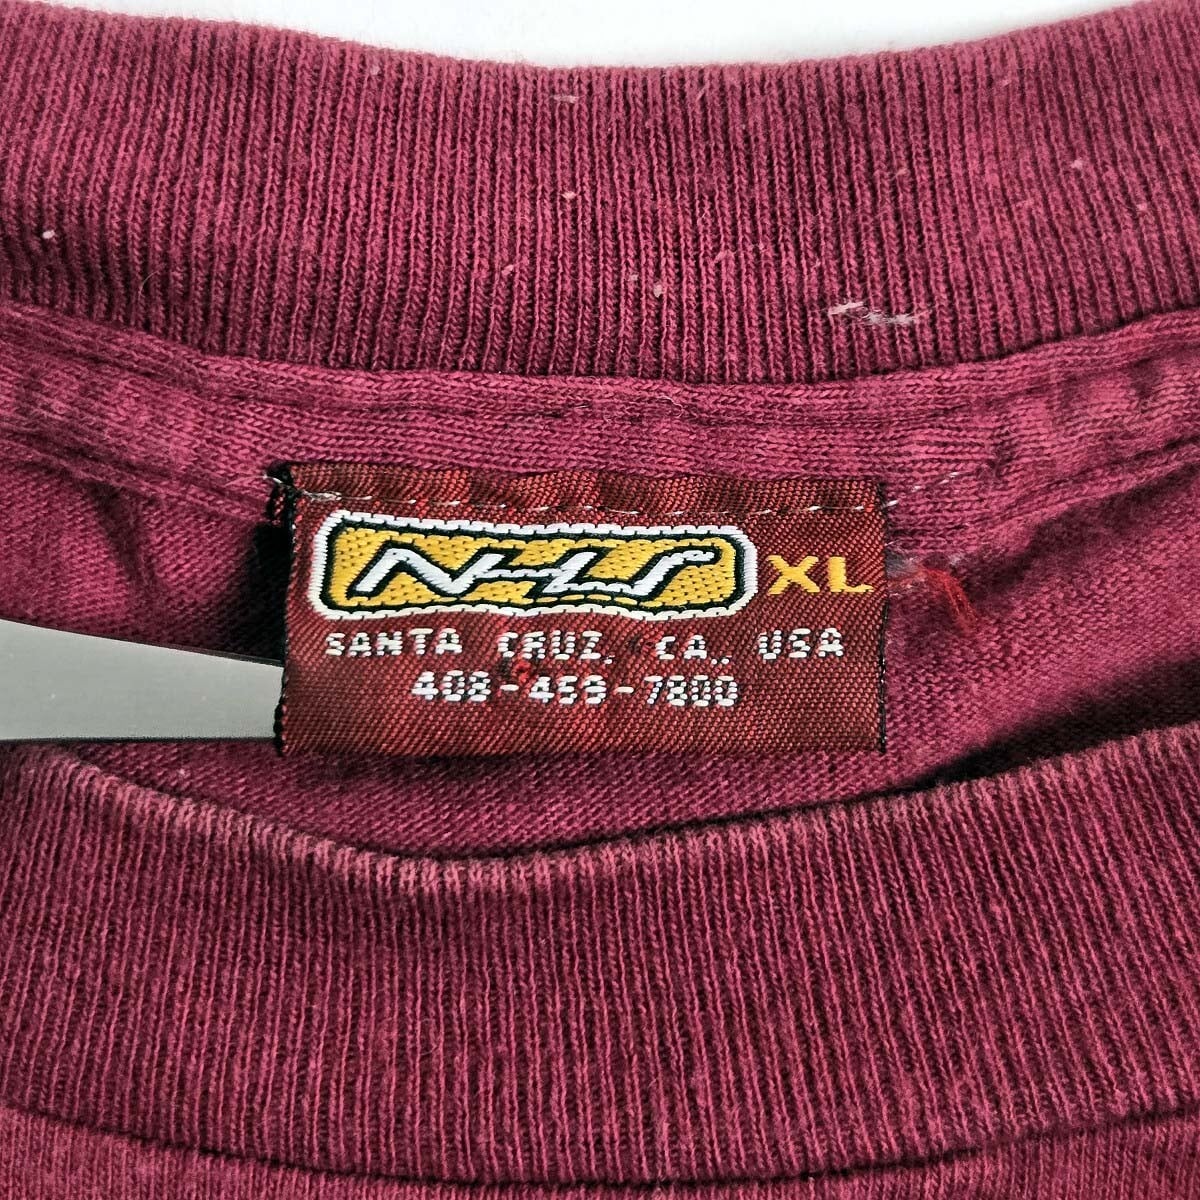 NHS XL
SANTA CRUZ, CA., USA
408-459-7800